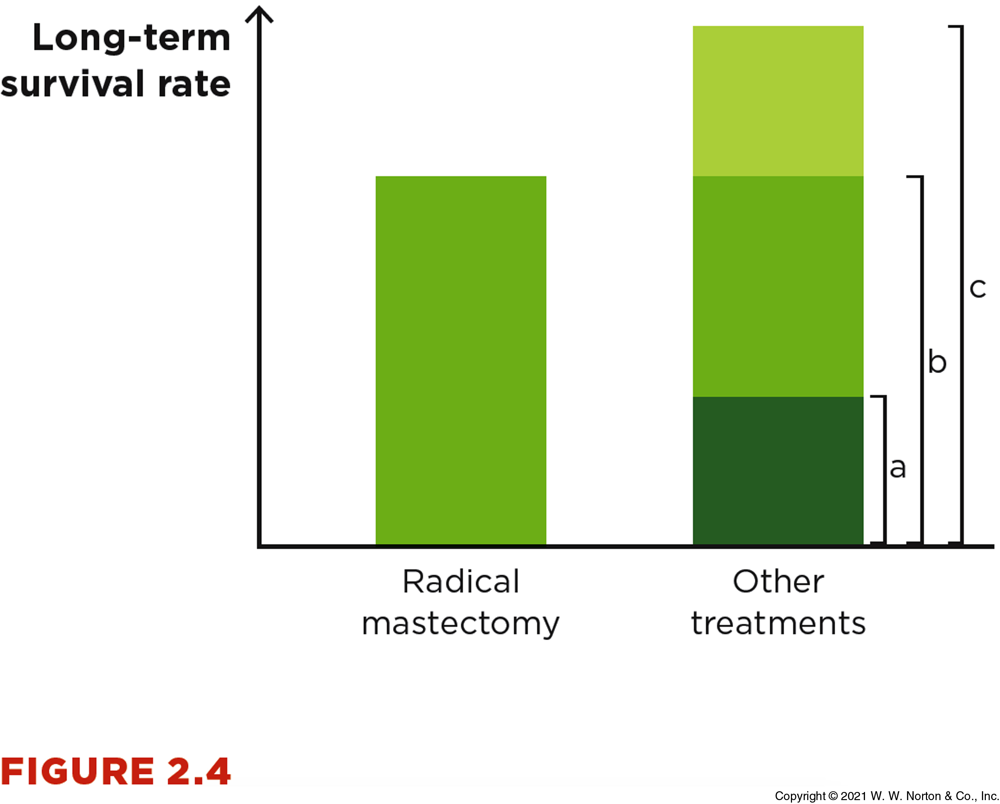 Long-term
survival rate
c
b
a
Radical
mastectomy
Other
treatments
FIGURE 2.4
Copyright © 2021 W. W. Norton & Co., Inc.